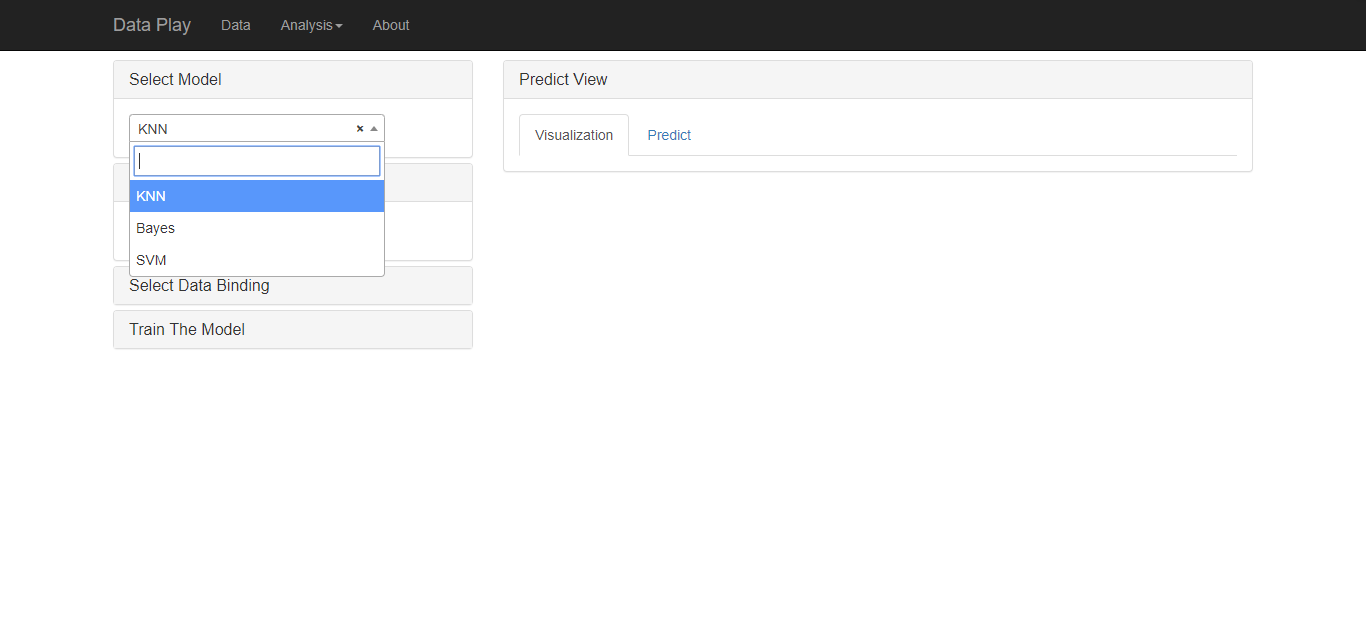 Data Play Data Analysis About
Select Model
KNN ×
KNN
Bayes
SVM
Select Data Binding
Train The Model
Predict View
Visualization Predict